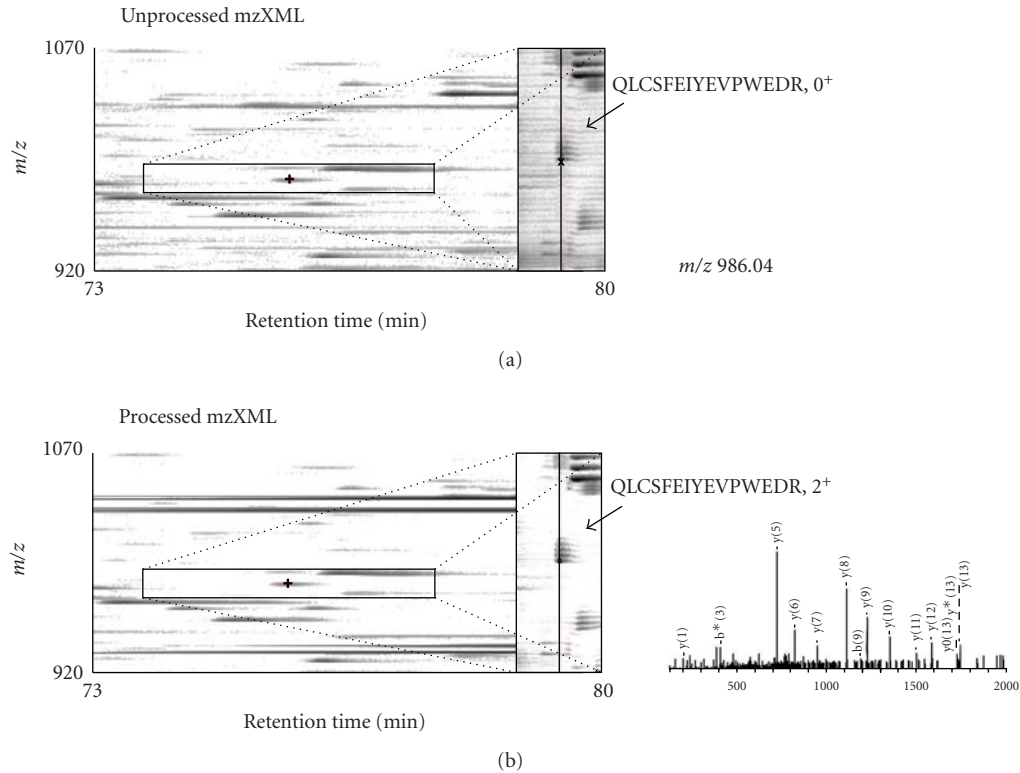 Unprocessed mzXML
1070
QLCSFEIYEVPWEDR, 0+
m/z
920
m/z 986.04
73
80
Retention time (min)
(a)
Processed mzXML
1070
QLCSFEIYEVPWEDR, 2+
m/z
920
y(1)
b* (3)
y(5)
y(6)
y(7)
y(8)
b(9)
y(9)
y(10)
y(11)
y(12)
y0(13)
y* (13)
y(13)
500
1000
1500
2000
73
80
Retention time (min)
(b)